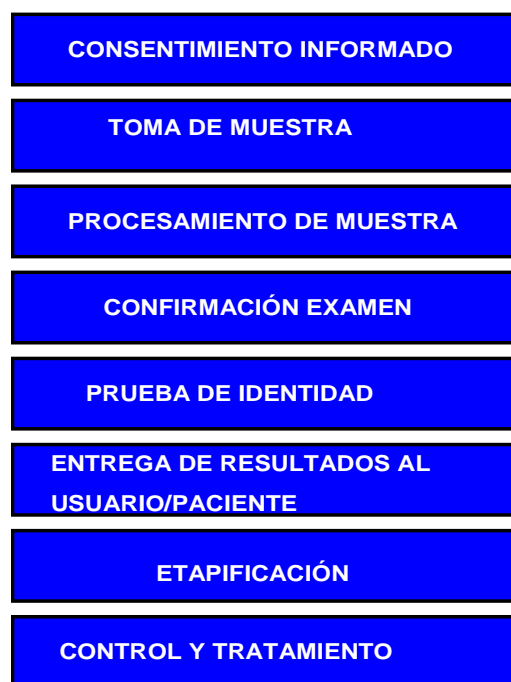 CONSENTIMIENTO INFORMADO
TOMA DE MUESTRA
PROCESAMIENTO DE MUESTRA
CONFIRMACIÓN EXAMEN
PRUEBA DE IDENTIDAD
ENTREGA DE RESULTADOS AL
USUARIO/PACIENTE
ETAPIFICACIÓN
CONTROL Y TRATAMIENTO